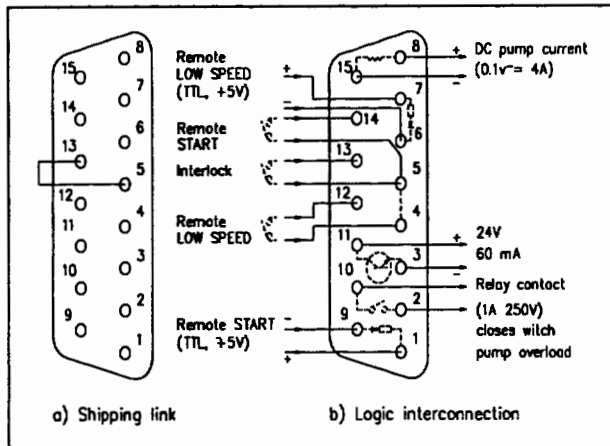 8
15
7
14
6
13
5
12
4
11
3
10
2
9
1
a) Shipping link
Remote
LOW SPEED
(TTL, +5V)
+
−
Remote
START
Interlock
Remote
LOW SPEED
Remote START
(TTL, +5V)
−
+
8
15
7
14
6
13
5
12
4
11
3
10
2
9
1
+
DC pump current
(0.1v⎓ 4A)
−
+
24V
60 mA
−
Relay contact
(1A 250V)
closes witch
pump overload
b) Logic interconnection